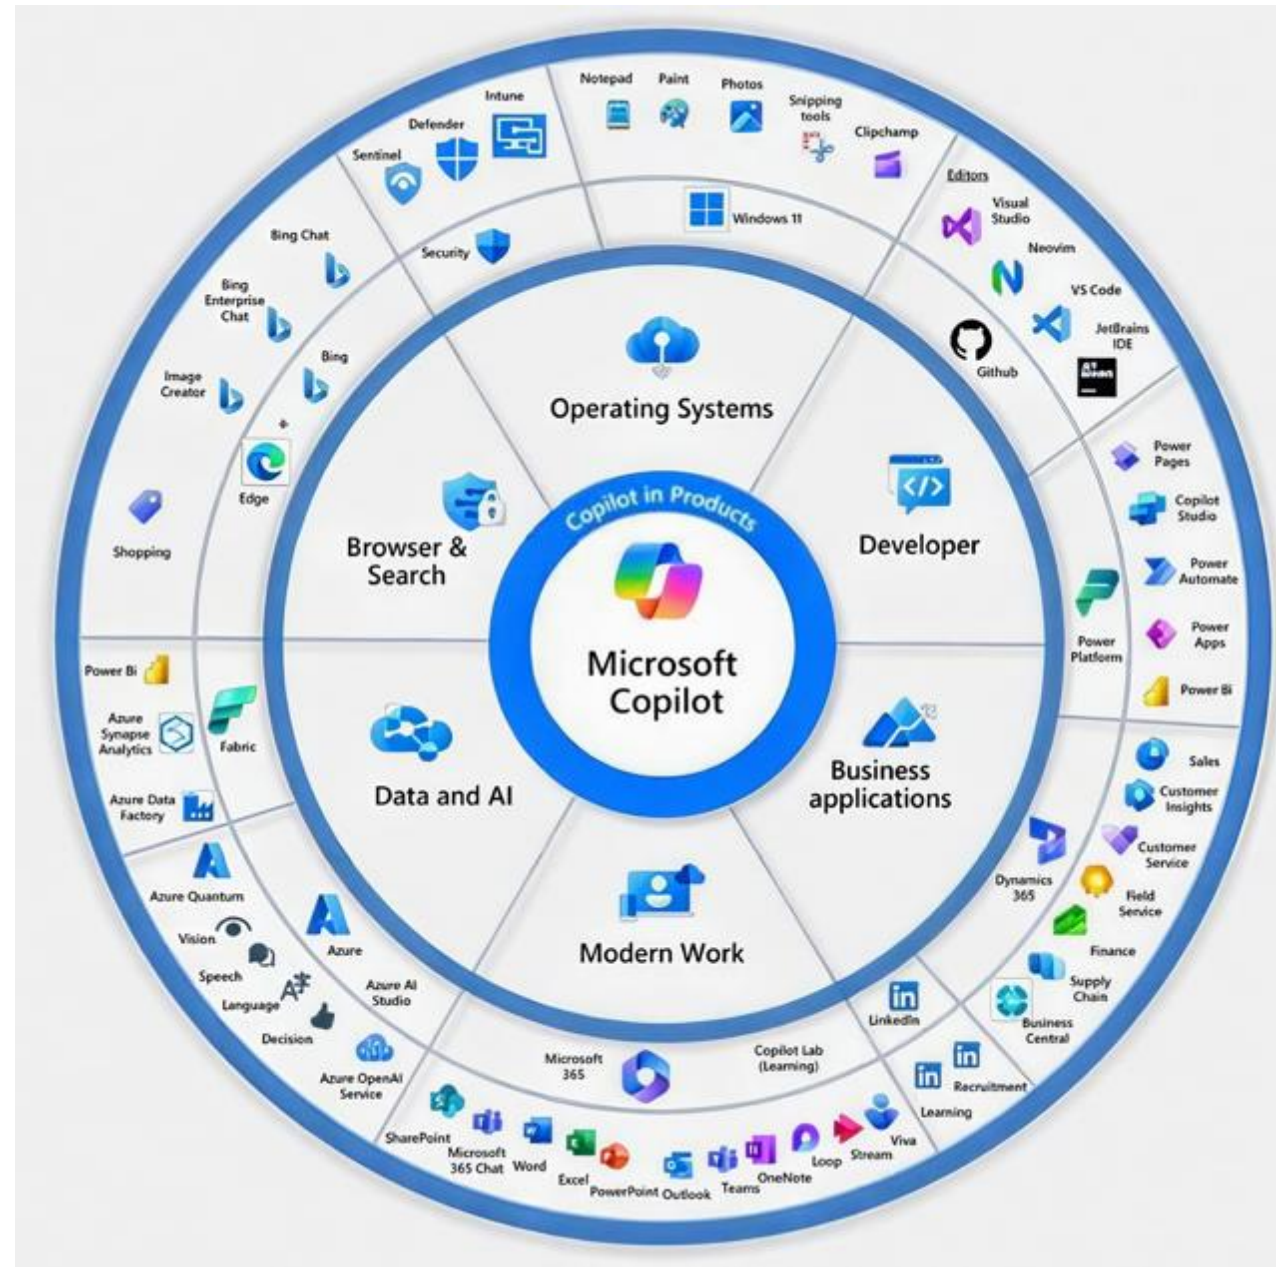 Notepad
Paint
Photos
Snipping
tools
Clipchamp
Windows 11
Intune
Defender
Sentinel
Security
Editors
Visual
Studio
Neovim
VS Code
JetBrains
IDE
Github
Bing Chat
Bing
Enterprise
Chat
Image
Creator
Bing
+
Edge
Shopping
Operating Systems
Developer
Browser &
Search
Copilot in Products
Microsoft
Copilot
Data and AI
Business
applications
Modern Work
Power
Pages
Copilot
Studio
Power
Automate
Power
Apps
Power Bi
Power
Platform
Sales
Customer
Insights
Customer
Service
Field
Service
Finance
Supply
Chain
Business
Central
Dynamics
365
LinkedIn
Recruitment
Learning
Power Bi
Azure
Synapse
Analytics
Azure Data
Factory
Fabric
Azure Quantum
Vision
Speech
Language
Decision
Azure OpenAI
Service
Azure
Azure AI
Studio
Microsoft
365
Copilot Lab
(Learning)
SharePoint
Microsoft
365 Chat
Word
Excel
PowerPoint
Outlook
Teams
OneNote
Loop
Stream
Viva